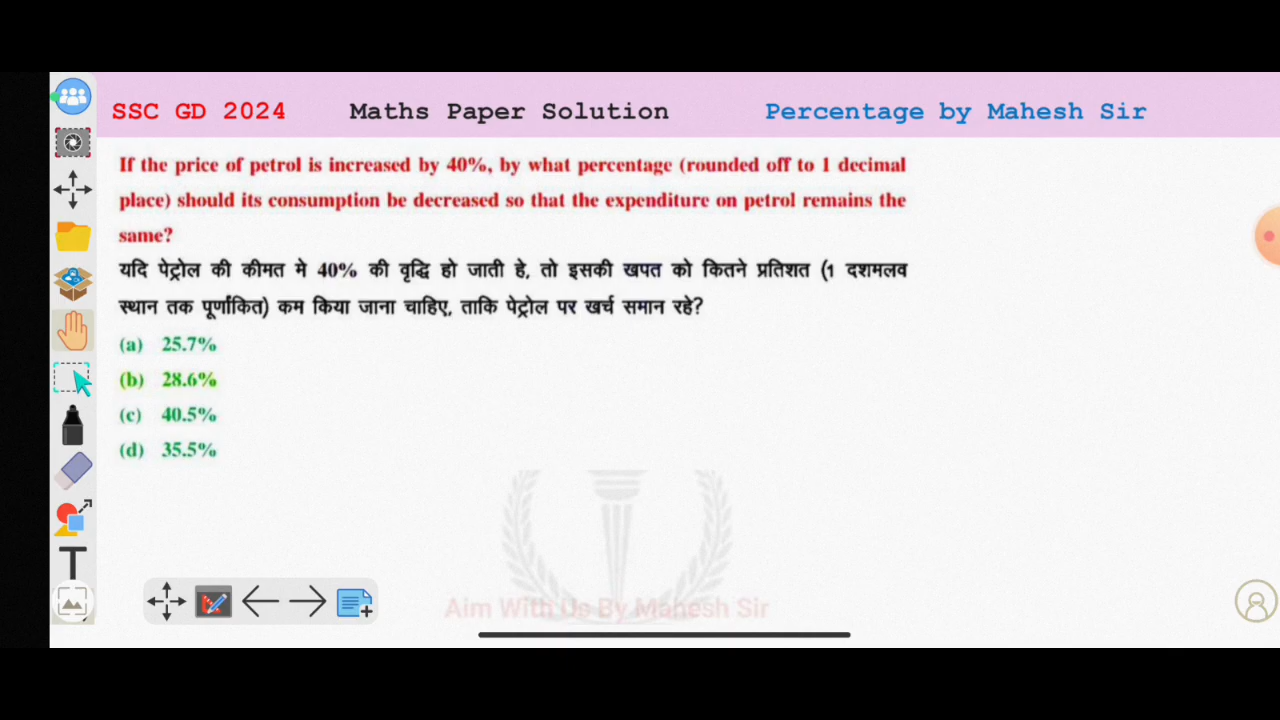 SSC GD 2024 Maths Paper Solution Percentage by Mahesh Sir
If the price of petrol is increased by 40%, by what percentage (rounded off to 1 decimal
place) should its consumption be decreased so that the expenditure on petrol remains the
same?
यदि पेट्रोल की कीमत मे 40% की वृद्धि हो जाती हे, तो इसकी खपत को कितने प्रतिशत (1 दशमलव
स्थान तक पूर्णांकित) कम किया जाना चाहिए, ताकि पेट्रोल पर खर्च समान रहे?
(a) 25.7%
(b) 28.6%
(c) 40.5%
(d) 35.5%
T
Aim With Us By Mahesh Sir